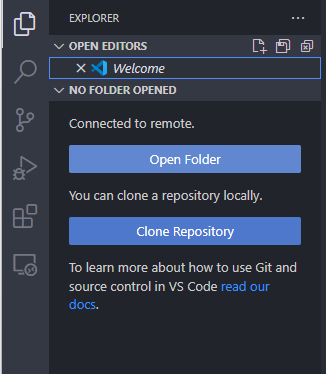 EXPLORER
OPEN EDITORS
Welcome
NO FOLDER OPENED
Connected to remote.
Open Folder
You can clone a repository locally.
Clone Repository
To learn more about how to use Git and
source control in VS Code read our
docs.